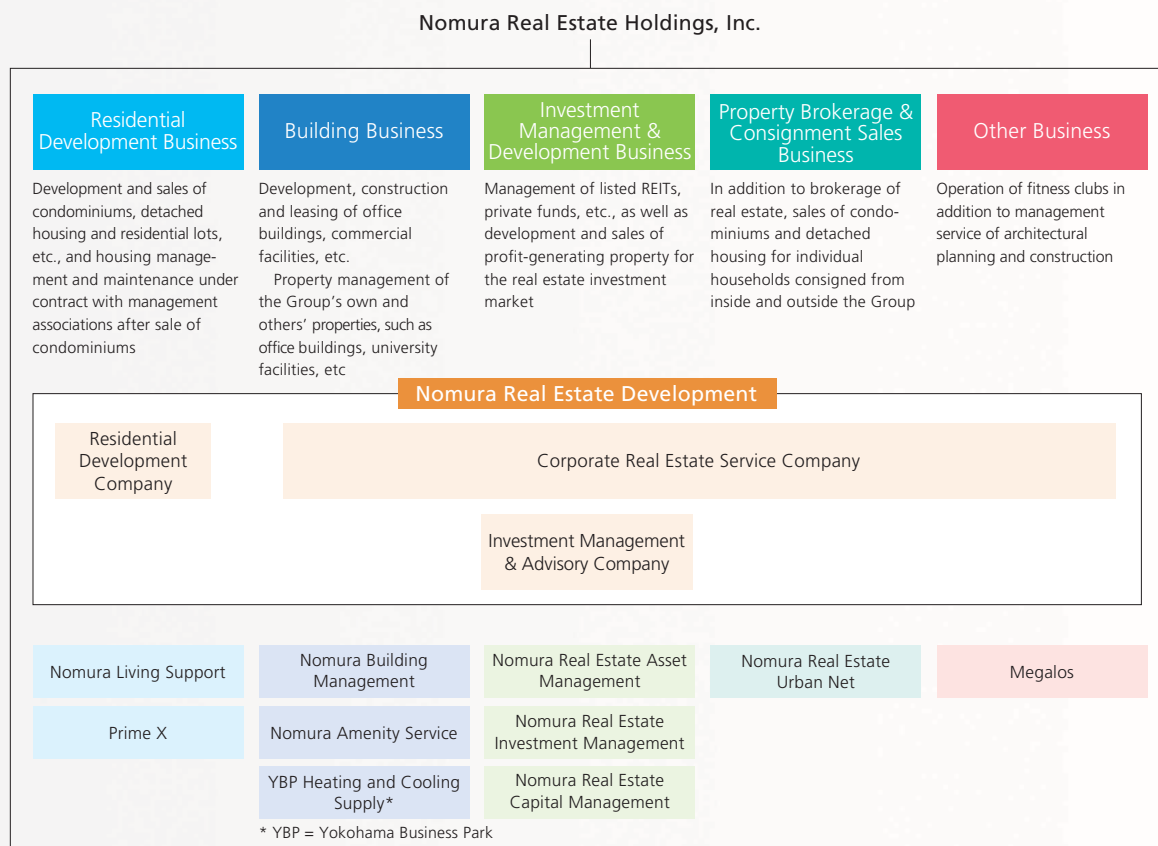 Nomura Real Estate Holdings, Inc.
Residential
Development Business
Building Business
Investment
Management &
Development Business
Property Brokerage &
Consignment Sales
Business
Other Business
Development and sales of
condominiums, detached
housing and residential lots,
etc., and housing manage-
ment and maintenance under
contract with management
associations after sale of
condominiums
Development, construction
and leasing of office
buildings, commercial
facilities, etc.
Property management of
the Group's own and
others' properties, such as
office buildings, university
facilities, etc
Management of listed REITs,
private funds, etc., as well as
development and sales of
profit-generating property for
the real estate investment
market
In addition to brokerage of
real estate, sales of condo-
miniums and detached
housing for individual
households consigned from
inside and outside the Group
Operation of fitness clubs in
addition to management
service of architectural
planning and construction
Nomura Real Estate Development
Residential
Development
Company
Corporate Real Estate Service Company
Investment Management
& Advisory Company
Nomura Living Support
Prime X
Nomura Building
Management
Nomura Amenity Service
YBP Heating and Cooling
Supply*
Nomura Real Estate Asset
Management
Nomura Real Estate
Investment Management
Nomura Real Estate
Capital Management
Nomura Real Estate
Urban Net
Megalos
* YBP = Yokohama Business Park